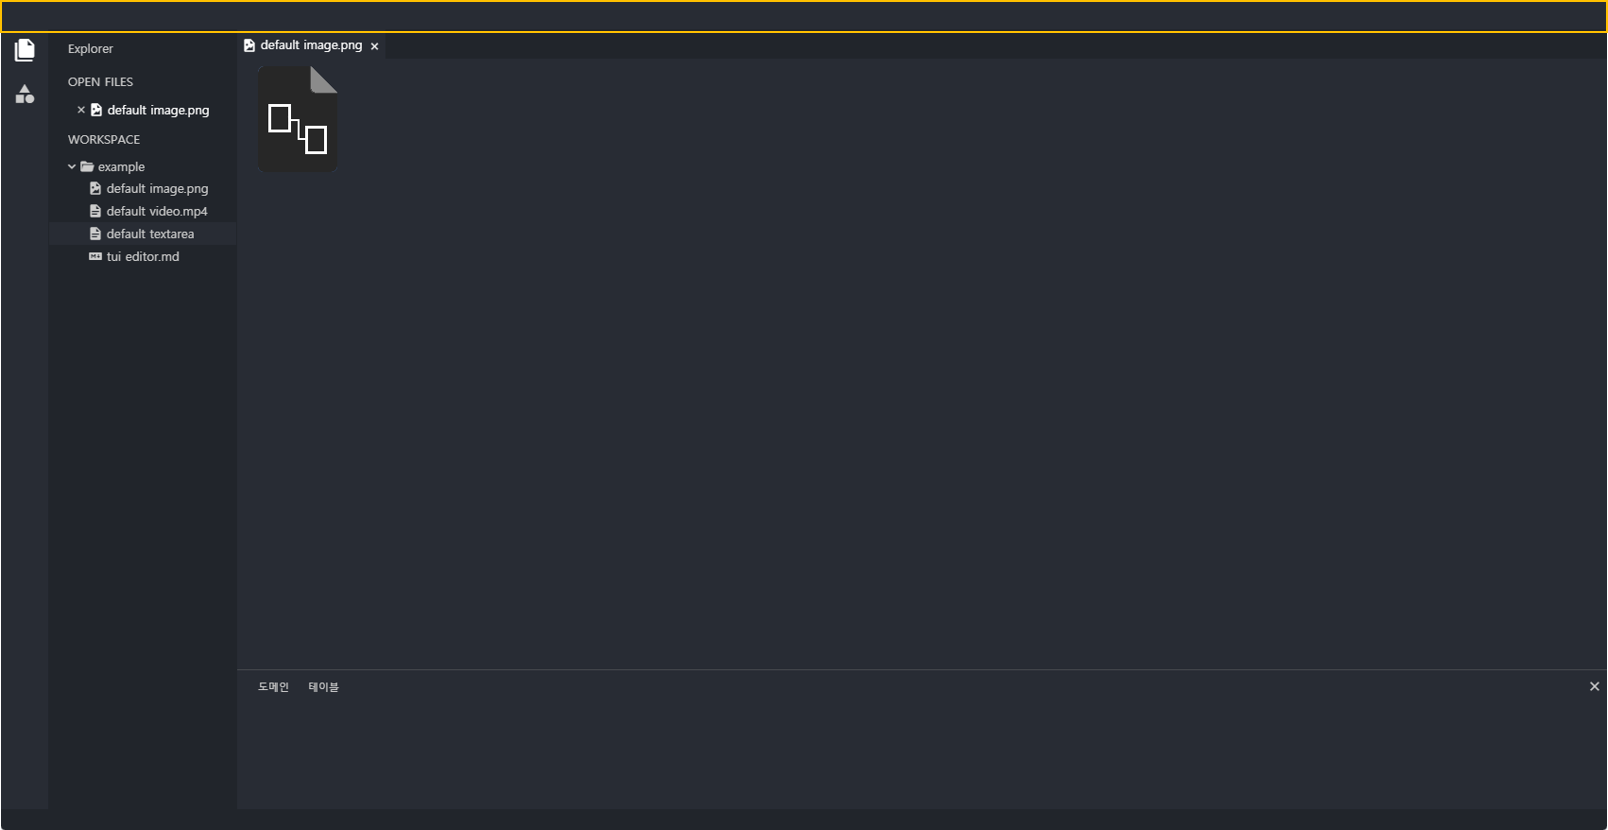 Explorer
OPEN FILES
default image.png
WORKSPACE
example
default image.png
default video.mp4
default textarea
tui editor.md
default image.png
도메인 테이블